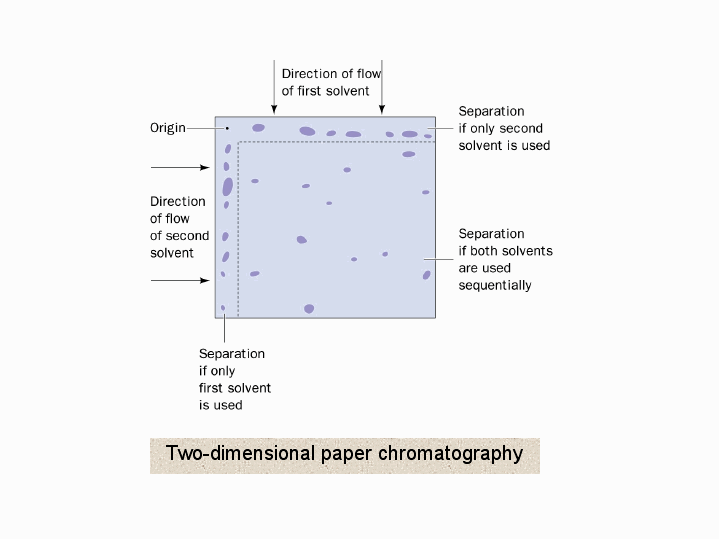 Direction of flow
of first solvent
Origin
Separation
if only second
solvent is used
Direction
of flow
of second
solvent
Separation
if both solvents
are used
sequentially
Separation
if only
first solvent
is used
Two-dimensional paper chromatography